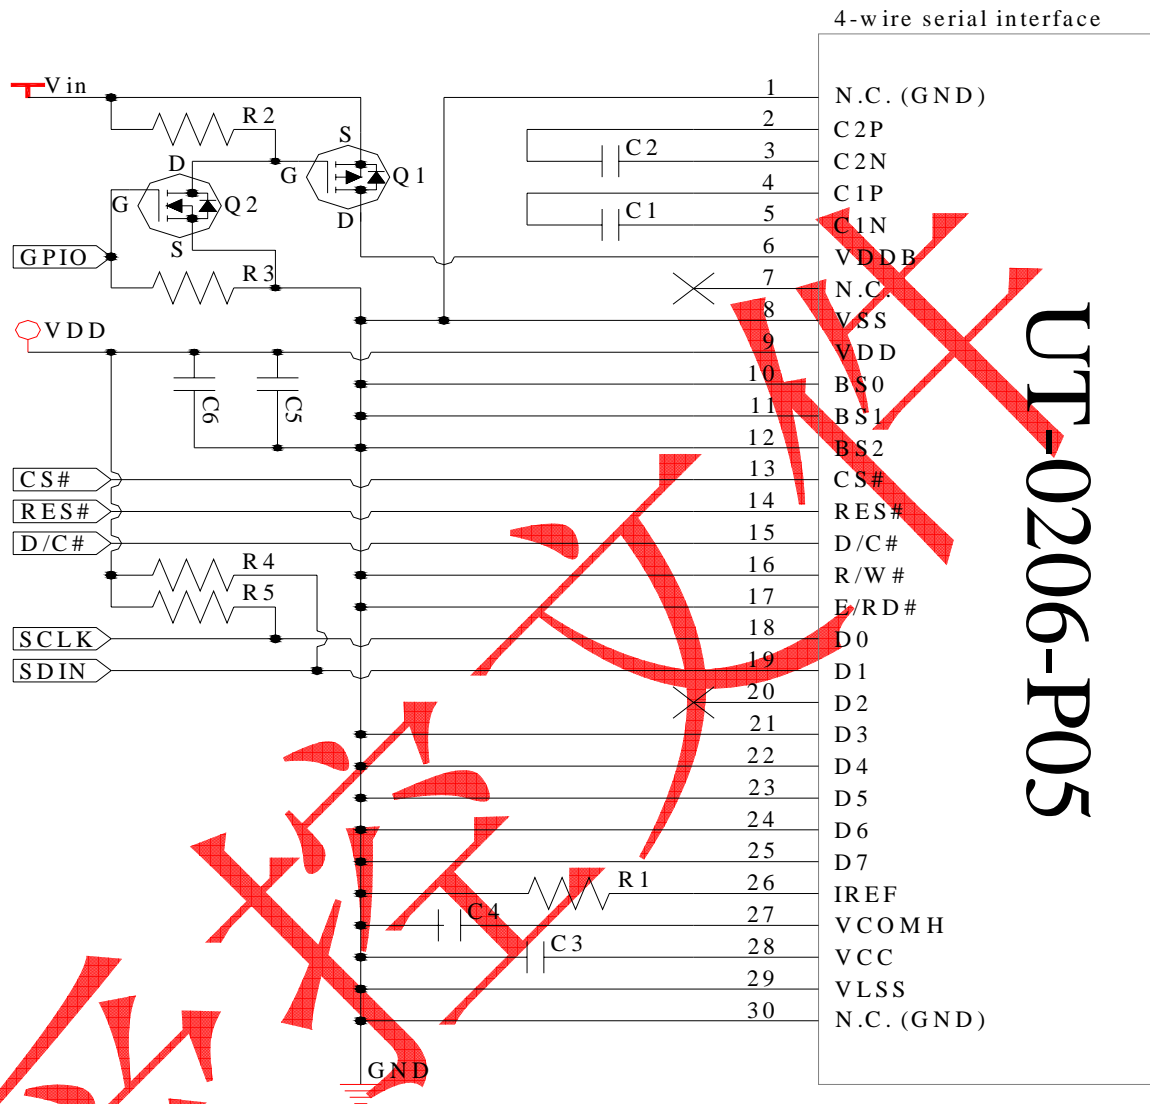 4-wire serial interface
Vin
R2
S
D
G
Q1
G
Q2
D
S
GPIO
R3
VDD
C6
C5
CS#
RES#
D/C#
R4
R5
SCLK
SDIN
C2
C1
R1
C4
C3
GND
1 N.C. (GND)
2 C2P
3 C2N
4 C1P
5 C1N
6 VDDB
7 N.C.
8 VSS
9 VDD
10 BS0
11 BS1
12 BS2
13 CS#
14 RES#
15 D/C#
16 R/W#
17 E/RD#
18 D0
19 D1
20 D2
21 D3
22 D4
23 D5
24 D6
25 D7
26 IREF
27 VCOMH
28 VCC
29 VLSS
30 N.C. (GND)
UT-0206-P05